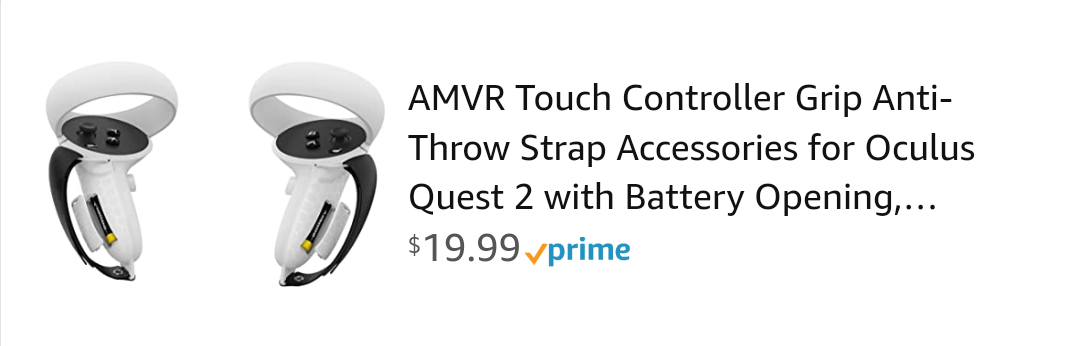 AMVR Touch Controller Grip Anti-
Throw Strap Accessories for Oculus
Quest 2 with Battery Opening,...
$19.99 prime